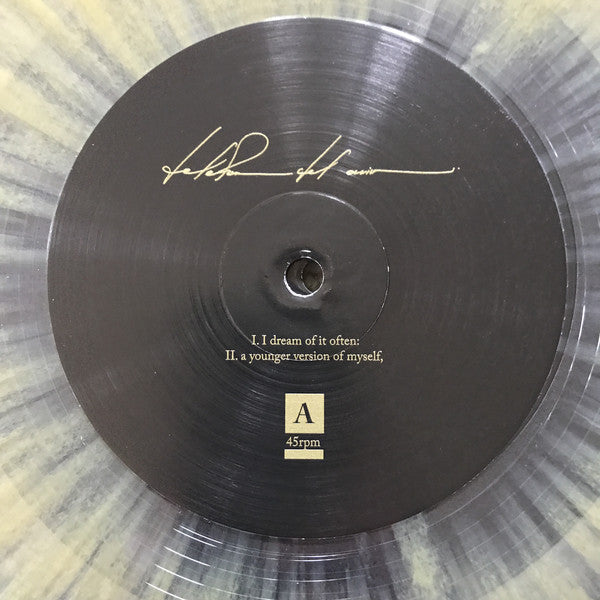 I. I dream of it often:
II. a younger version of myself,
A
45rpm